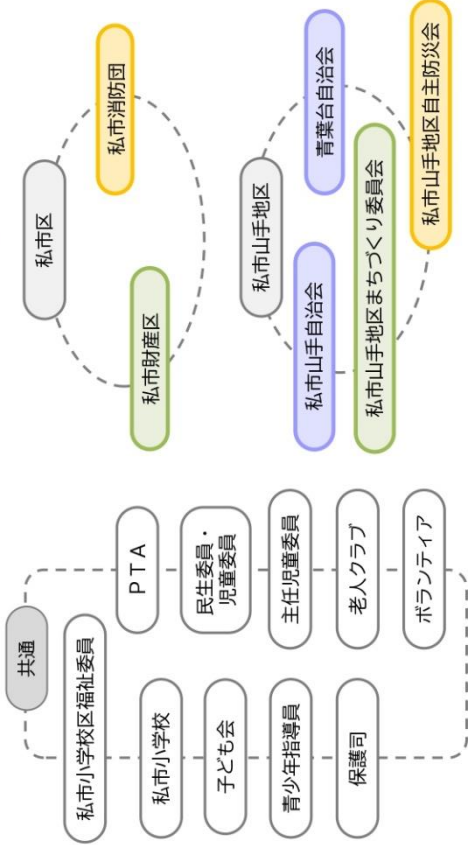 共通
私市小学校区福祉委員
私市小学校
子ども会
青少年指導員
保護司
PTA
民生委員・
児童委員
主任児童委員
老人クラブ
ボランティア
私市区
私市財産区
私市消防団
私市山手地区
私市山手自治会
青葉台自治会
私市山手地区まちづくり委員会
私市山手地区自主防災会